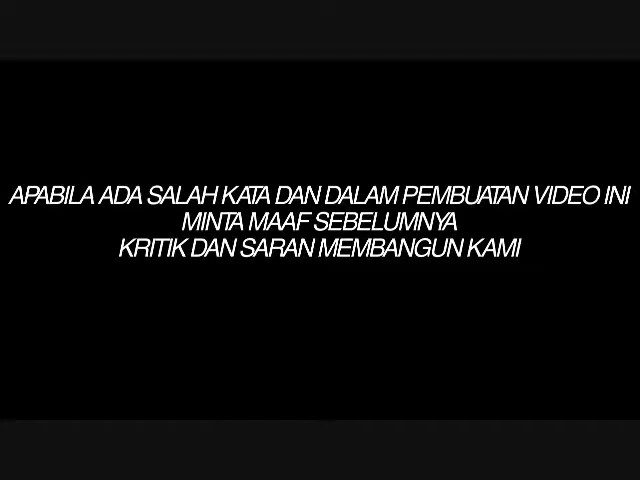 APABILA ADA SALAH KATA DAN DALAM PEMBUATAN VIDEO INI
MINTA MAAF SEBELUMNYA
KRITIK DAN SARAN MEMBANGUN KAMI